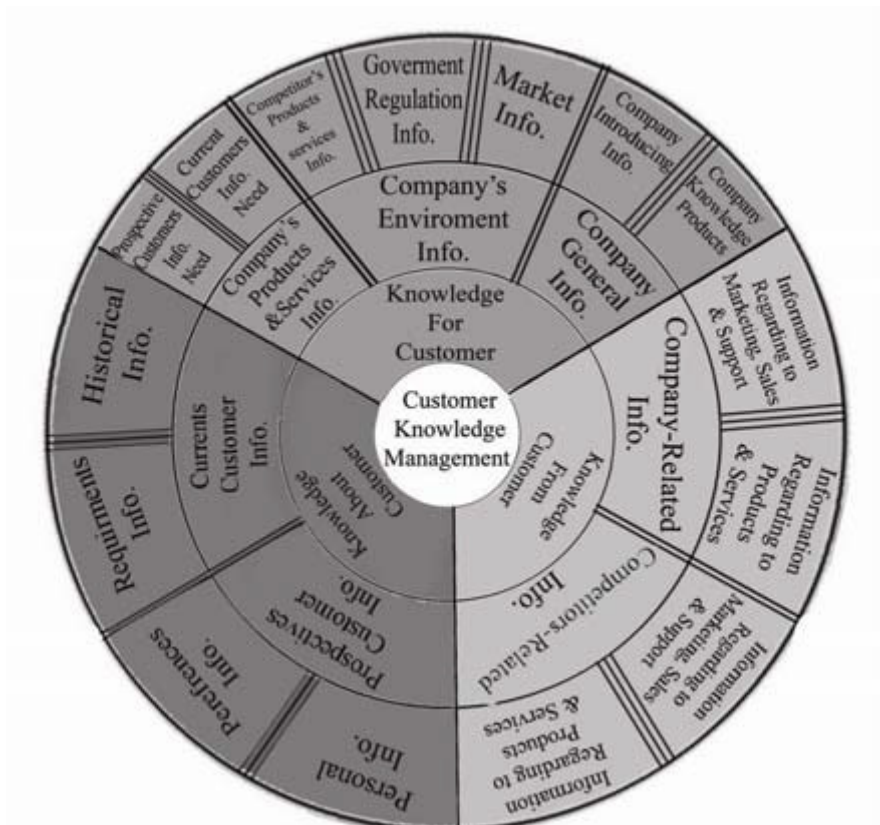 Customer
Knowledge
Management
Knowledge
For
Customer
Knowledge
From
Customer
Knowledge
About
Customer
Company's
Products
&Services
Info.
Company's
Enviroment
Info.
Company
General
Info.
Company-Related
Info.
Competitors-Related
Info.
Prospectives
Customer
Info.
Currents
Customer
Info.
Prospective
Customers
Info.
Need
Current
Customers
Info.
Need
Competitor's
Products
&
services
Info.
Goverment
Regulation
Info.
Market
Info.
Company
Introducing
Info.
Company
Knowledge
Products
Information
Regarding to
Marketing, Sales
& Support
Information
Regarding to
Products
& Services
Information
Regarding to
Marketing, Sales
& Support
Information
Regarding to
Products
& Services
Personal
Info.
Perefrences
Info.
Requirments
Info.
Historical
Info.